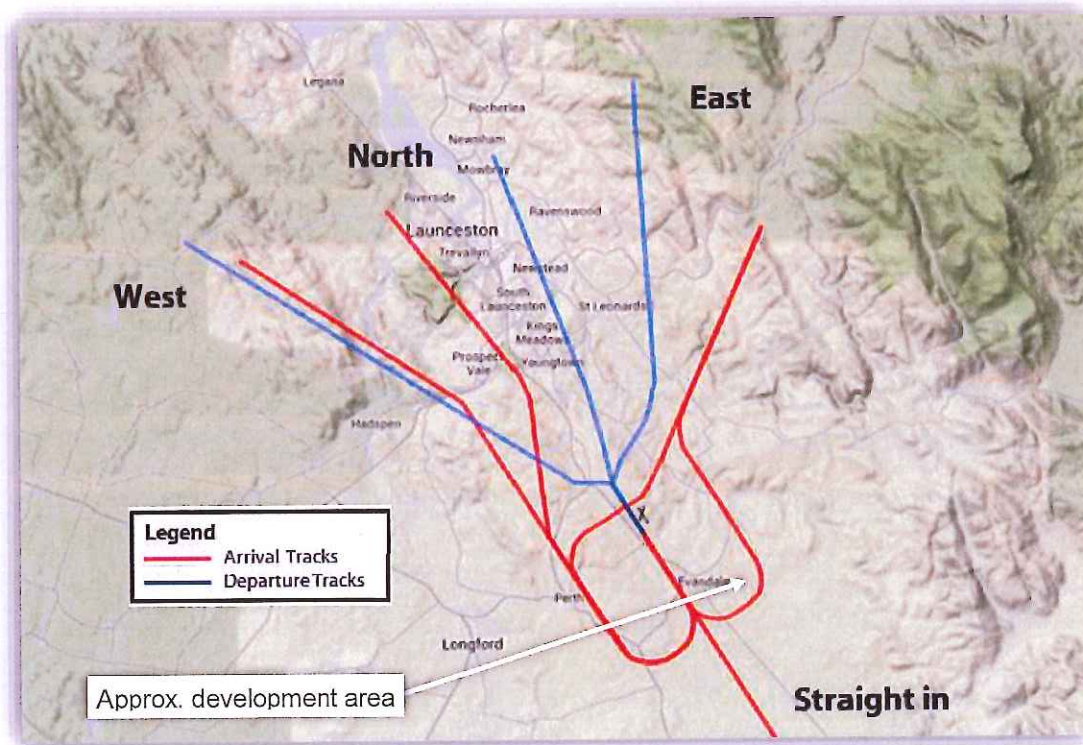 Legana
East
Rocherlea
Newnham
North
Mowbray
Riverside
Ravenswood
Launceston
Trevallyn
Newstead
West
South
Launceston
St Leonards
Kings
Meadows
Prospect
Vale
Youngtown
Hadspen
Legend
Arrival Tracks
Departure Tracks
Evandale
Perth
Longford
Approx. development area
Straight in